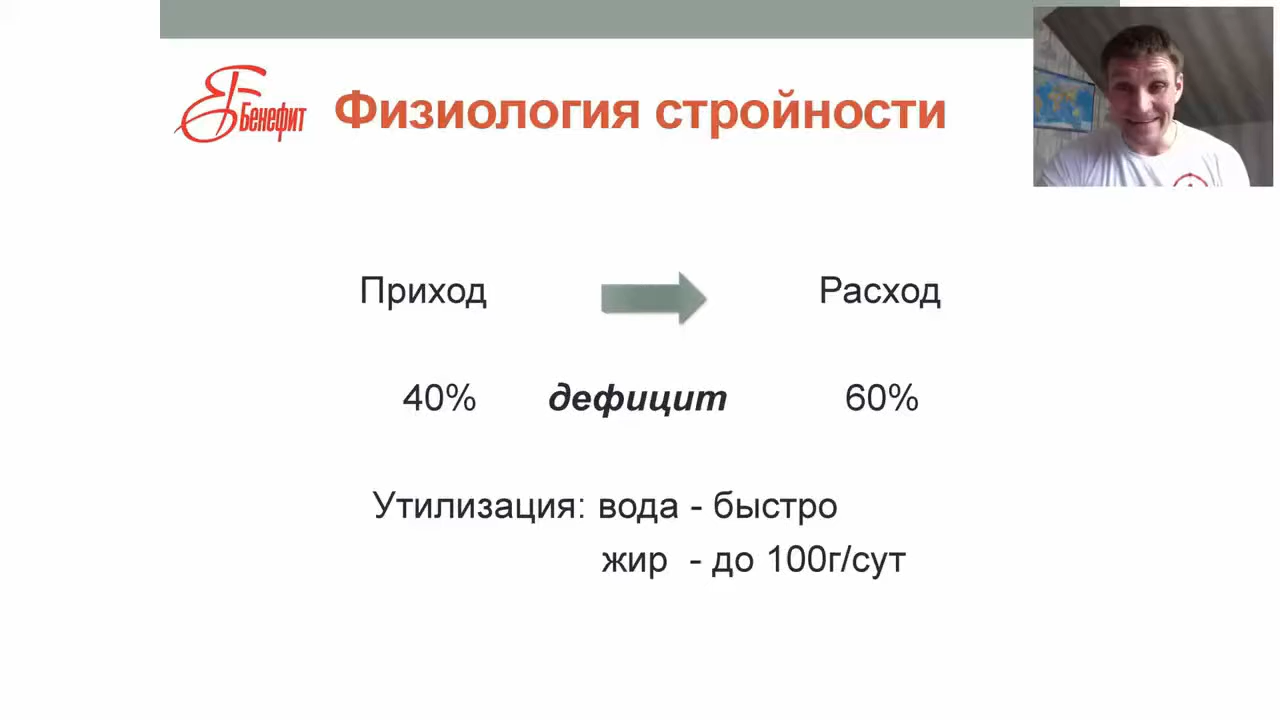 Бенефит
Физиология стройности
Приход Расход
40% дефицит 60%
Утилизация: вода - быстро
жир - до 100г/сут